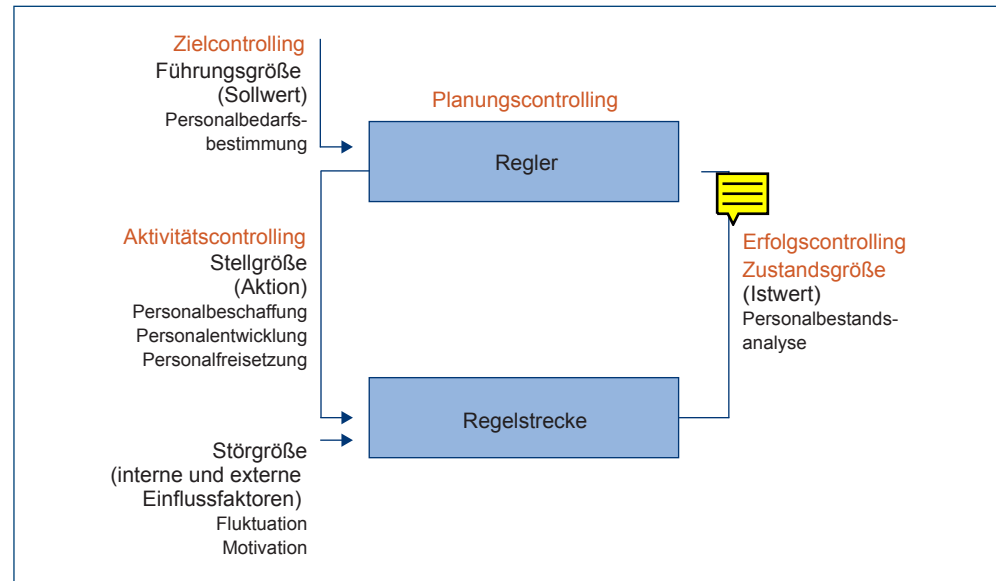 Zielcontrolling
Führungsgröße
(Sollwert)
Personalbedarfs-
bestimmung
Planungscontrolling
Regler
Aktivitätscontrolling
Stellgröße
(Aktion)
Personalbeschaffung
Personalentwicklung
Personalfreisetzung
Erfolgscontrolling
Zustandsgröße
(Istwert)
Personalbestands-
analyse
Regelstrecke
Störgröße
(interne und externe
Einflussfaktoren)
Fluktuation
Motivation